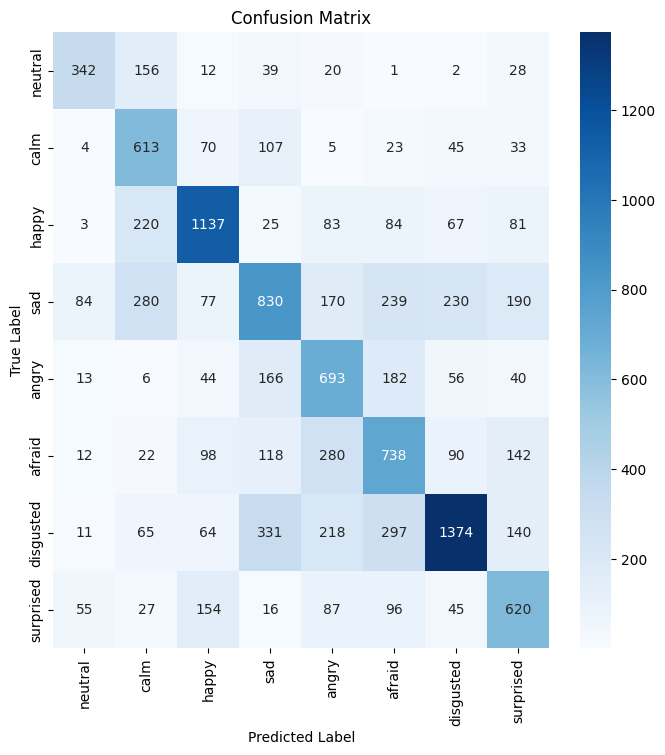 Confusion Matrix
True Label
neutral 342 156 12 39 20 1 2 28
calm 4 613 70 107 5 23 45 33
happy 3 220 1137 25 83 84 67 81
sad 84 280 77 830 170 239 230 190
angry 13 6 44 166 693 182 56 40
afraid 12 22 98 118 280 738 90 142
disgusted 11 65 64 331 218 297 1374 140
surprised 55 27 154 16 87 96 45 620
neutral calm happy sad angry afraid disgusted surprised
Predicted Label
1200
1000
800
600
400
200